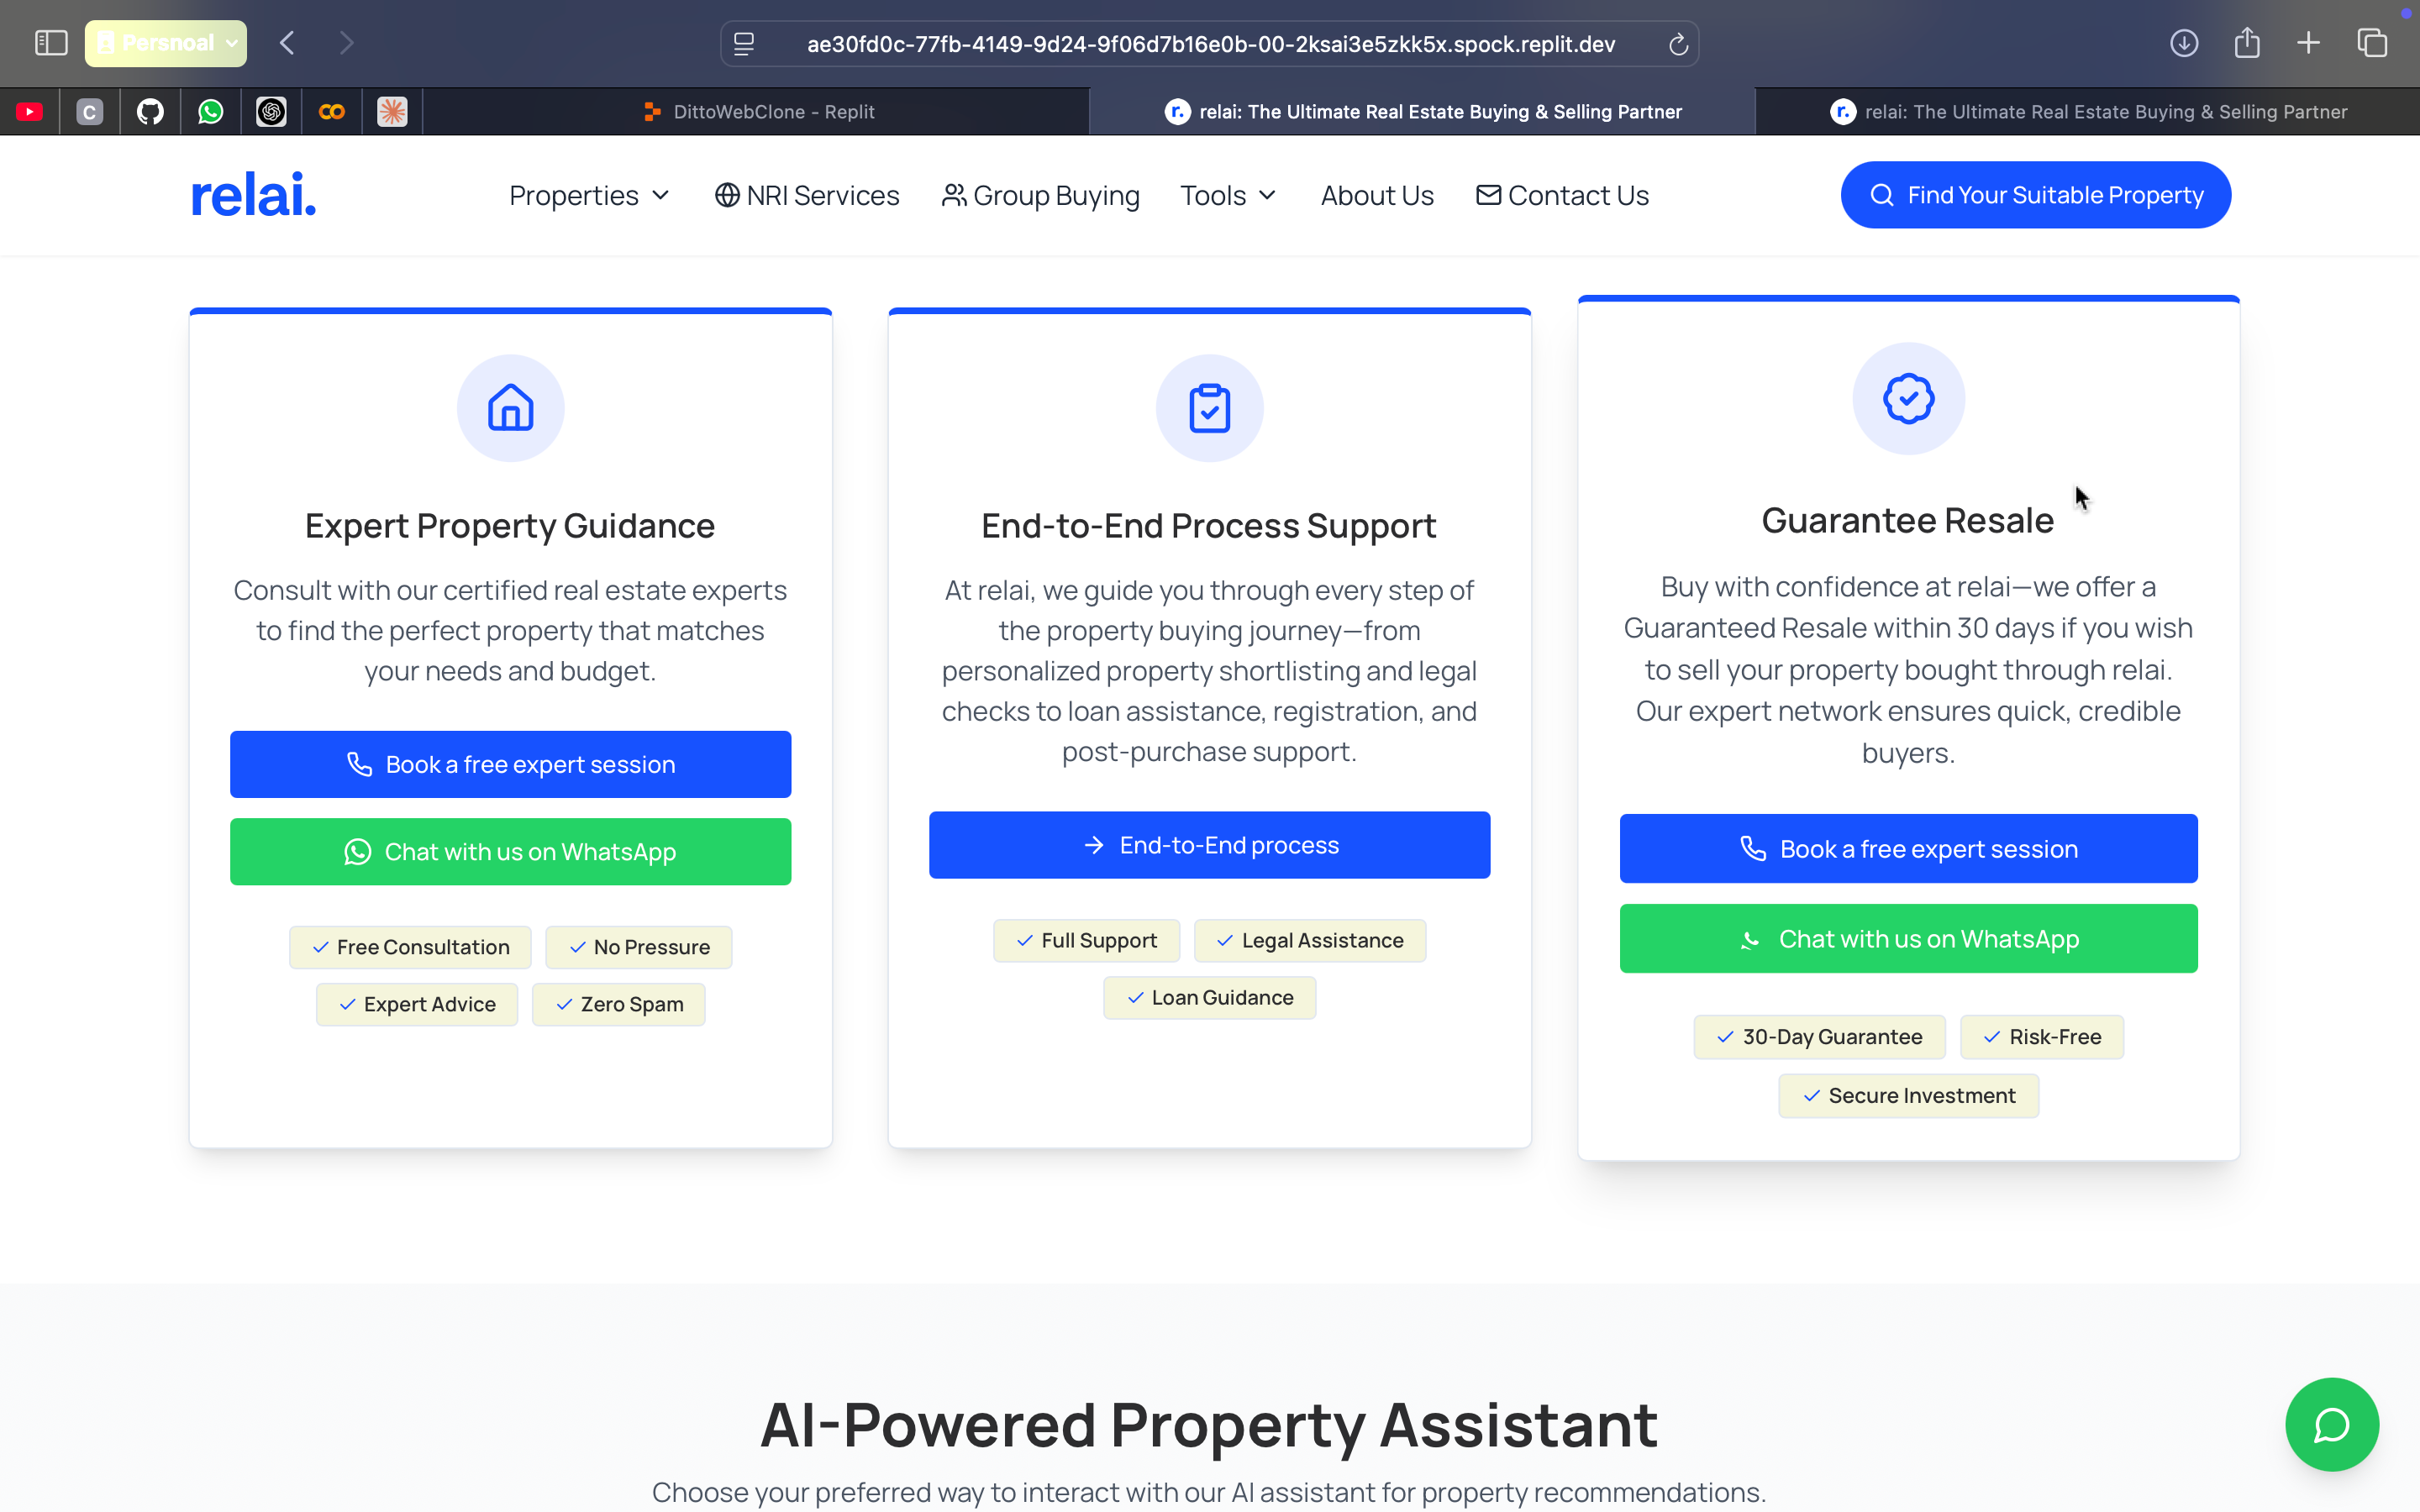 Persnoal
ae30fd0c-77fb-4149-9d24-9f06d7b16e0b-00-2ksai3e5zkk5x.spock.replit.dev
C
DittoWebClone - Replit
r. relai: The Ultimate Real Estate Buying & Selling Partner
r. relai: The Ultimate Real Estate Buying & Selling Partner
relai.
Properties
NRI Services
Group Buying
Tools
About Us
Contact Us
Find Your Suitable Property
Expert Property Guidance
Consult with our certified real estate experts
to find the perfect property that matches
your needs and budget.
Book a free expert session
Chat with us on WhatsApp
Free Consultation
No Pressure
Expert Advice
Zero Spam
End-to-End Process Support
At relai, we guide you through every step of
the property buying journey—from
personalized property shortlisting and legal
checks to loan assistance, registration, and
post-purchase support.
End-to-End process
Full Support
Legal Assistance
Loan Guidance
Guarantee Resale
Buy with confidence at relai—we offer a
Guaranteed Resale within 30 days if you wish
to sell your property bought through relai.
Our expert network ensures quick, credible
buyers.
Book a free expert session
Chat with us on WhatsApp
30-Day Guarantee
Risk-Free
Secure Investment
AI-Powered Property Assistant
Choose your preferred way to interact with our AI assistant for property recommendations.